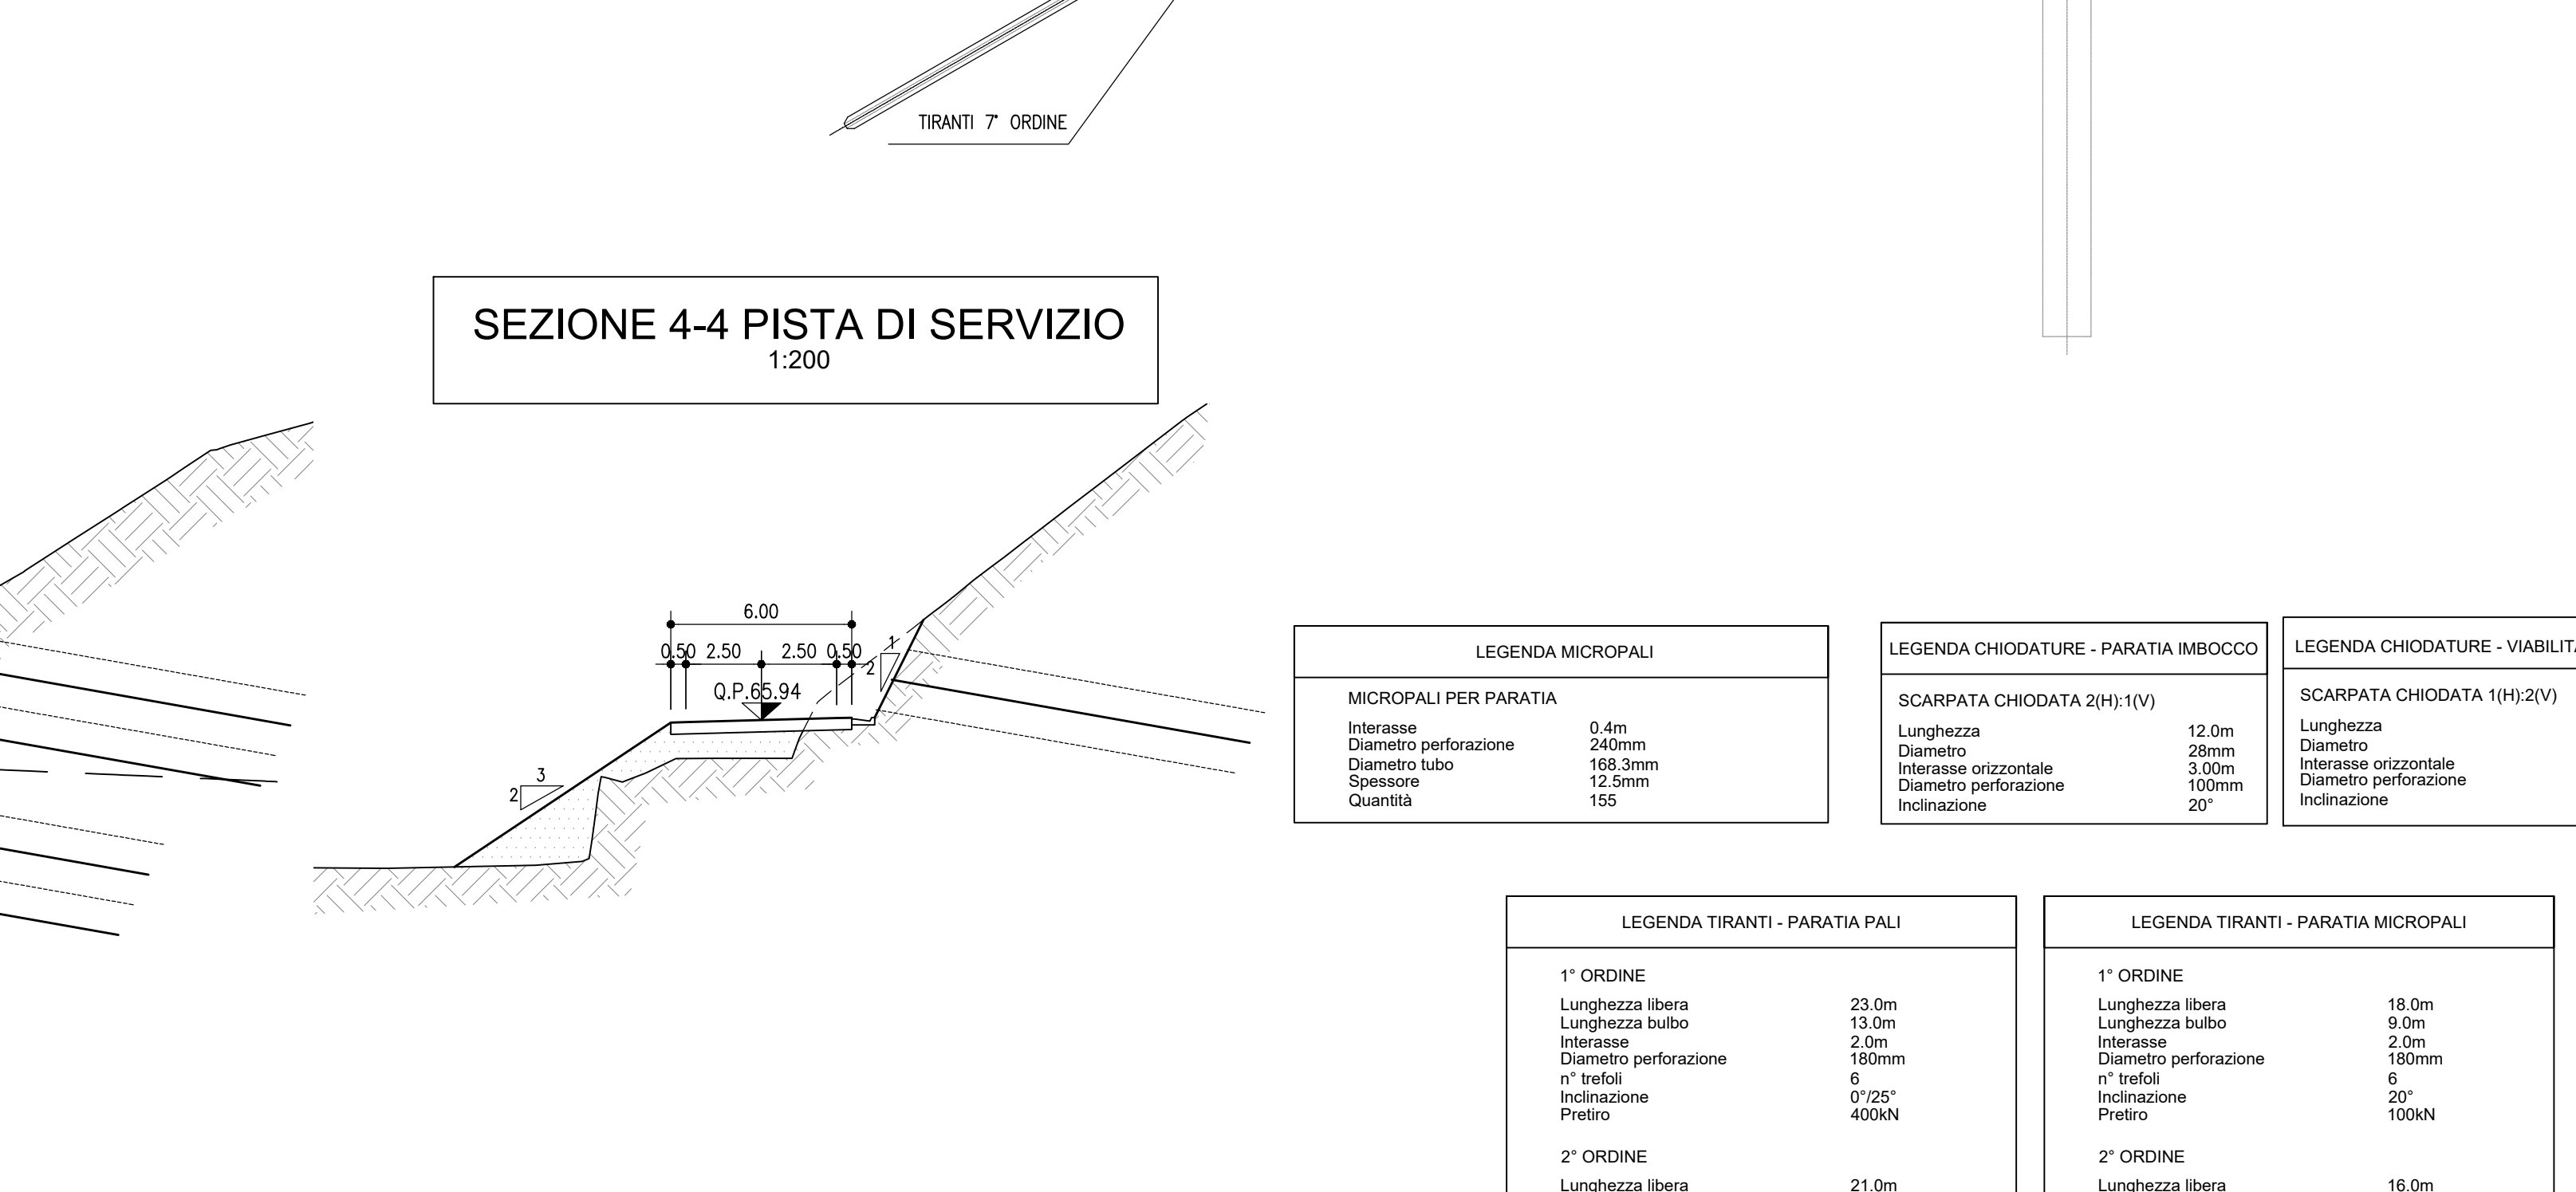 TIRANTI 7° ORDINE
SEZIONE 4-4 PISTA DI SERVIZIO
1:200
6.00
0.50 2.50 2.50 0.50
Q.P.65.94
1
2
3
2
LEGENDA MICROPALI
MICROPALI PER PARATIA
Interasse 0.4m
Diametro perforazione 240mm
Diametro tubo 168.3mm
Spessore 12.5mm
Quantità 155
LEGENDA CHIODATURE - PARATIA IMBOCCO
SCARPATA CHIODATA 2(H):1(V)
Lunghezza 12.0m
Diametro 28mm
Interasse orizzontale 3.00m
Diametro perforazione 100mm
Inclinazione 20°
LEGENDA CHIODATURE - VIABILITÀ
SCARPATA CHIODATA 1(H):2(V)
Lunghezza
Diametro
Interasse orizzontale
Diametro perforazione
Inclinazione
LEGENDA TIRANTI - PARATIA PALI
1° ORDINE
Lunghezza libera 23.0m
Lunghezza bulbo 13.0m
Interasse 2.0m
Diametro perforazione 180mm
n° trefoli 6
Inclinazione 0°/25°
Pretiro 400kN
2° ORDINE
Lunghezza libera 21.0m
LEGENDA TIRANTI - PARATIA MICROPALI
1° ORDINE
Lunghezza libera 18.0m
Lunghezza bulbo 9.0m
Interasse 2.0m
Diametro perforazione 180mm
n° trefoli 6
Inclinazione 20°
Pretiro 100kN
2° ORDINE
Lunghezza libera 16.0m